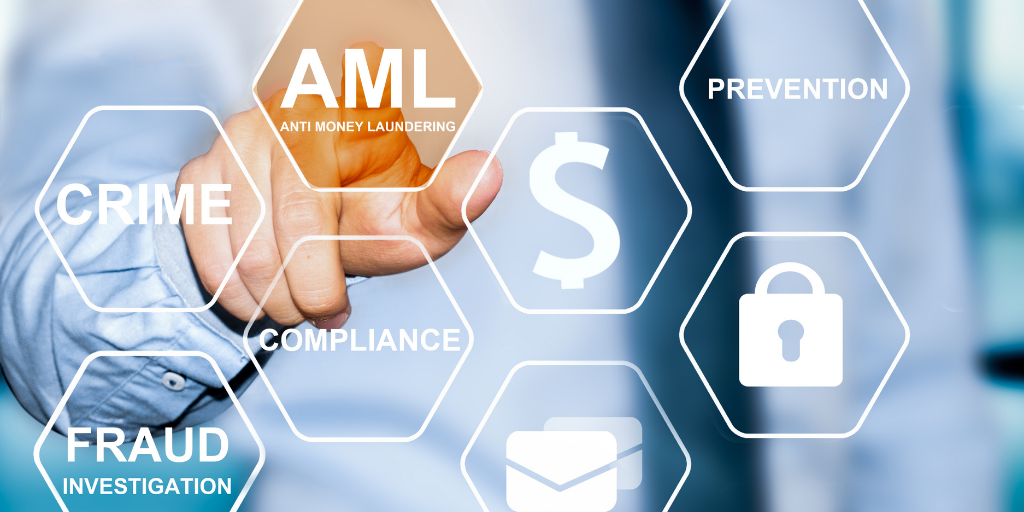 AML
ANTI MONEY LAUNDERING
PREVENTION
CRIME
$
COMPLIANCE
FRAUD
INVESTIGATION